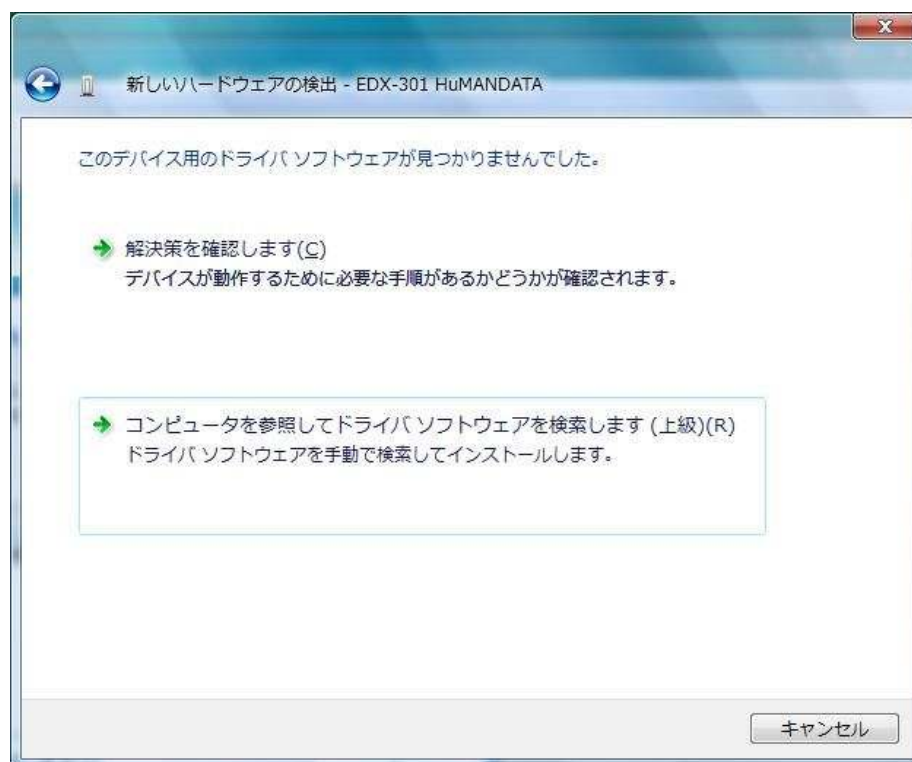 新しいハードウェアの検出 - EDX-301 HuMANDATA
このデバイス用のドライバ ソフトウェアが見つかりませんでした。
解決策を確認します(C)
デバイスが動作するために必要な手順があるかどうかが確認されます。
コンピュータを参照してドライバ ソフトウェアを検索します (上級)(R)
ドライバ ソフトウェアを手動で検索してインストールします。
キャンセル